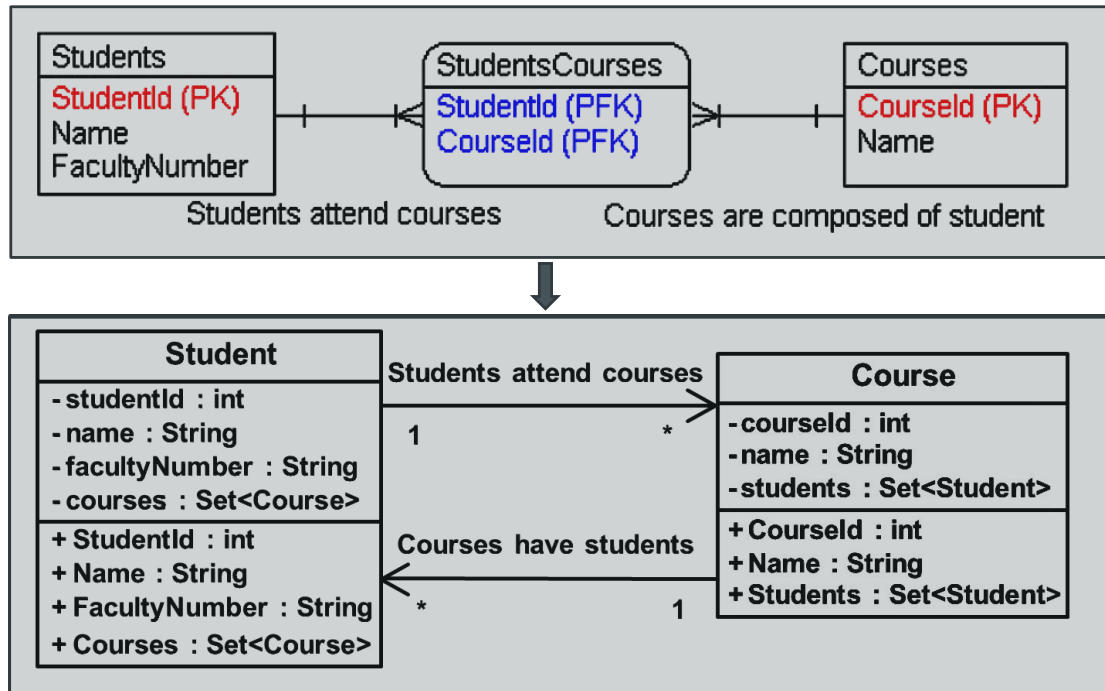 Students
StudentId (PK)
Name
FacultyNumber
StudentsCourses
StudentId (PFK)
CourseId (PFK)
Courses
CourseId (PK)
Name
Students attend courses
Courses are composed of student
Student
- studentId : int
- name : String
- facultyNumber : String
- courses : Set<Course>
+ StudentId : int
+ Name : String
+ FacultyNumber : String
+ Courses : Set<Course>
Students attend courses
1 *
Courses have students
* 1
Course
- courseId : int
- name : String
- students : Set<Student>
+ CourseId : int
+ Name : String
+ Students : Set<Student>